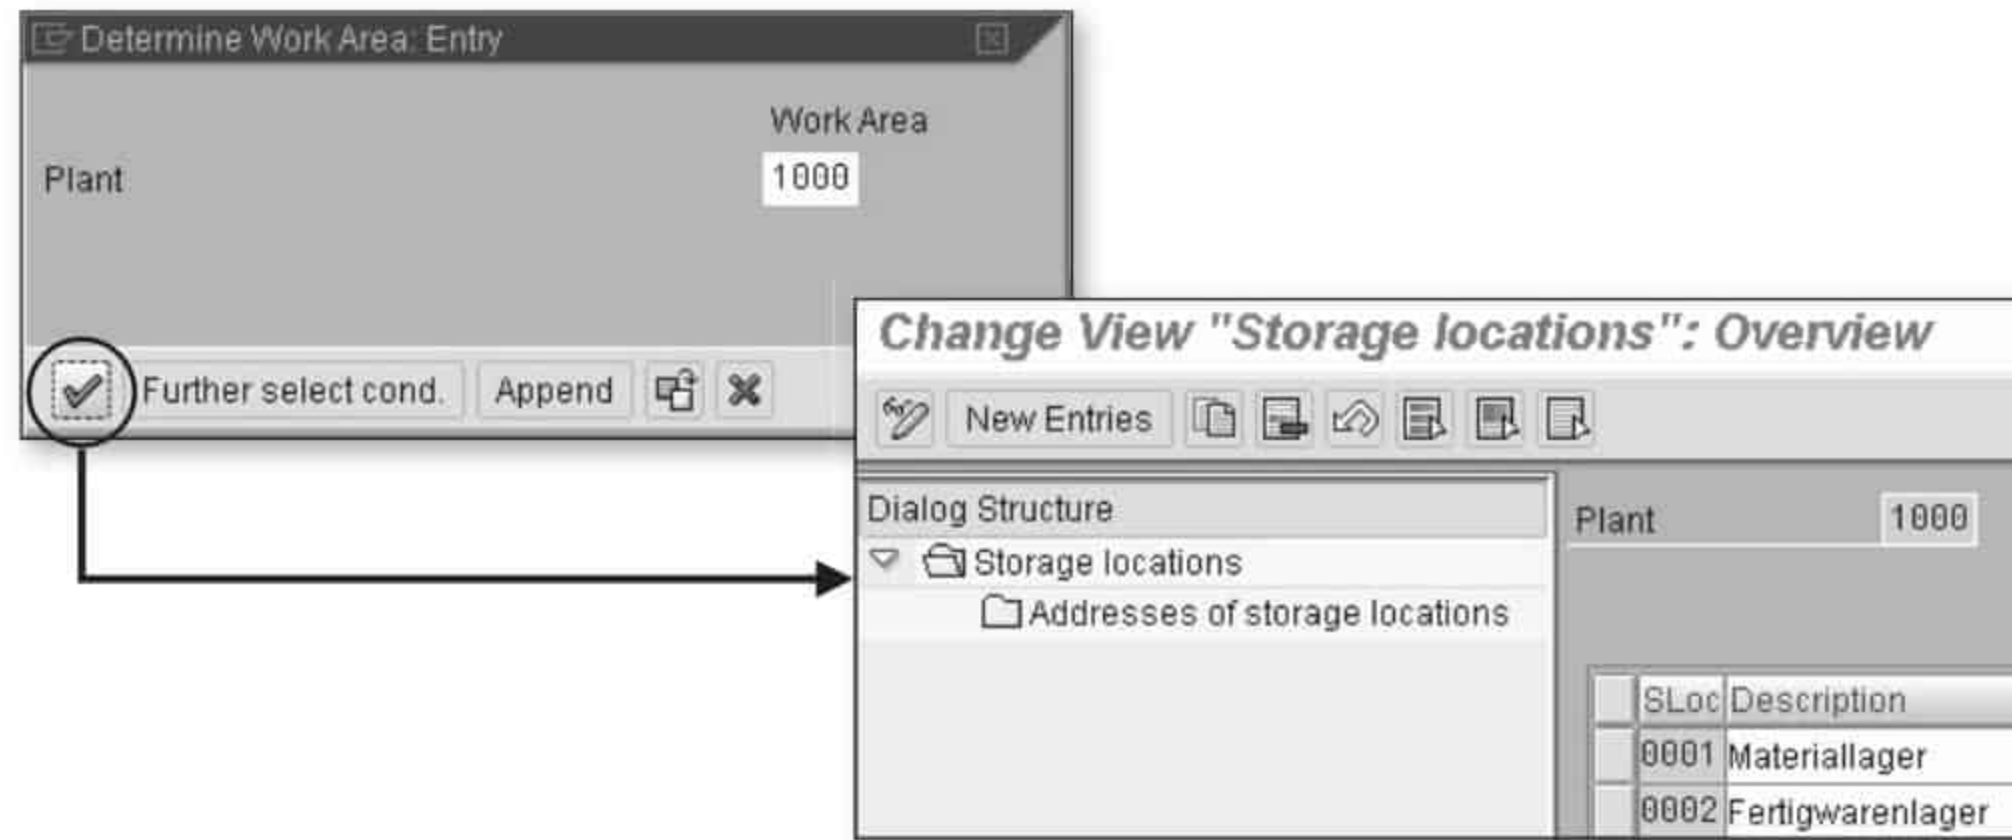 Determine Work Area: Entry
Work Area
Plant 1000
Further select cond. Append
Change View "Storage locations": Overview
New Entries
Dialog Structure
Storage locations
Addresses of storage locations
Plant 1000
SLoc Description
0001 Materiallager
0002 Fertigwarenlager